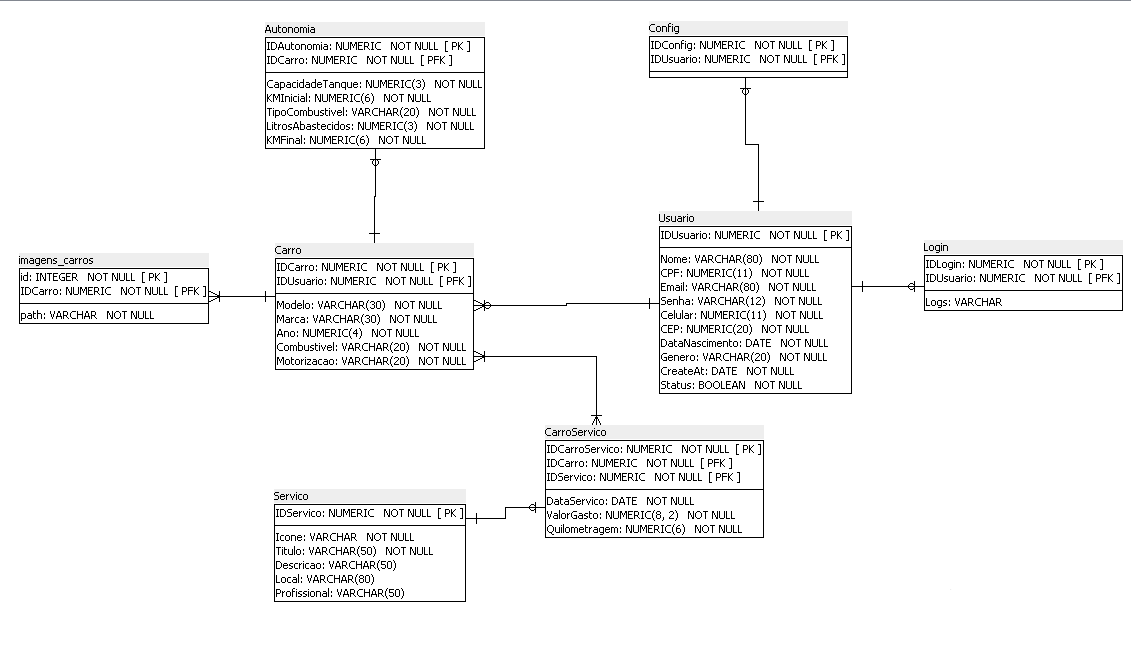 Autonomia
IDAutonomia: NUMERIC NOT NULL [ PK ]
IDCarro: NUMERIC NOT NULL [ PFK ]
CapacidadeTanque: NUMERIC(3) NOT NULL
KMInicial: NUMERIC(6) NOT NULL
TipoCombustivel: VARCHAR(20) NOT NULL
LitrosAbastecidos: NUMERIC(3) NOT NULL
KMFinal: NUMERIC(6) NOT NULL
Config
IDConfig: NUMERIC NOT NULL [ PK ]
IDUsuario: NUMERIC NOT NULL [ PFK ]
imagens_carros
id: INTEGER NOT NULL [ PK ]
IDCarro: NUMERIC NOT NULL [ PFK ]
path: VARCHAR NOT NULL
Carro
IDCarro: NUMERIC NOT NULL [ PK ]
IDUsuario: NUMERIC NOT NULL [ PFK ]
Modelo: VARCHAR(30) NOT NULL
Marca: VARCHAR(30) NOT NULL
Ano: NUMERIC(4) NOT NULL
Combustivel: VARCHAR(20) NOT NULL
Motorizacao: VARCHAR(20) NOT NULL
Usuario
IDUsuario: NUMERIC NOT NULL [ PK ]
Nome: VARCHAR(80) NOT NULL
CPF: NUMERIC(11) NOT NULL
Email: VARCHAR(80) NOT NULL
Senha: VARCHAR(12) NOT NULL
Celular: NUMERIC(11) NOT NULL
CEP: NUMERIC(20) NOT NULL
DataNascimento: DATE NOT NULL
Genero: VARCHAR(20) NOT NULL
CreateAt: DATE NOT NULL
Status: BOOLEAN NOT NULL
Login
IDLogin: NUMERIC NOT NULL [ PK ]
IDUsuario: NUMERIC NOT NULL [ PFK ]
Logs: VARCHAR
CarroServico
IDCarroServico: NUMERIC NOT NULL [ PK ]
IDCarro: NUMERIC NOT NULL [ PFK ]
IDServico: NUMERIC NOT NULL [ PFK ]
DataServico: DATE NOT NULL
ValorGasto: NUMERIC(8, 2) NOT NULL
Quilometragem: NUMERIC(6) NOT NULL
Servico
IDServico: NUMERIC NOT NULL [ PK ]
Icone: VARCHAR NOT NULL
Titulo: VARCHAR(50) NOT NULL
Descricao: VARCHAR(50)
Local: VARCHAR(80)
Profissional: VARCHAR(50)